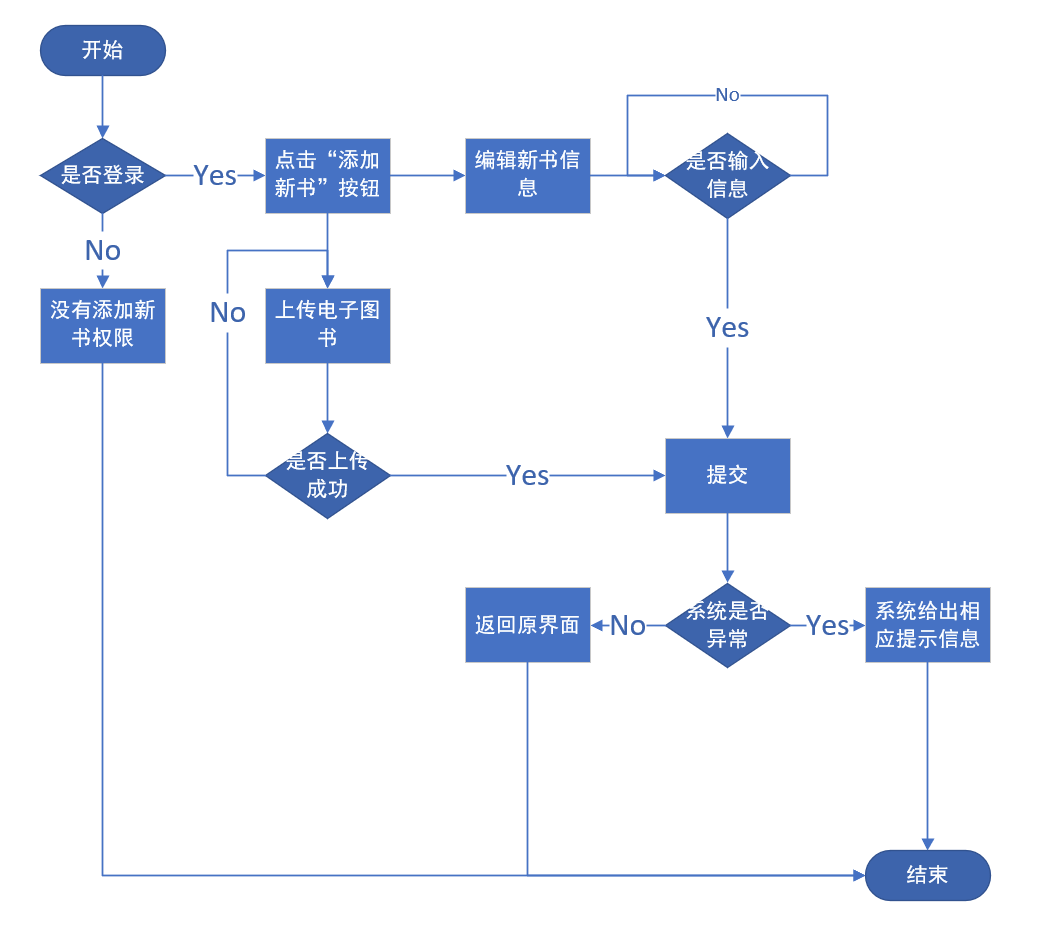 开始
No
是否登录
Yes
点击“添加
新书”按钮
编辑新书信
息
是否输入
信息
No
没有添加新
书权限
No
上传电子图
书
Yes
是否上传
成功
Yes
提交
返回原界面
No
系统是否
异常
Yes
系统给出相
应提示信息
结束